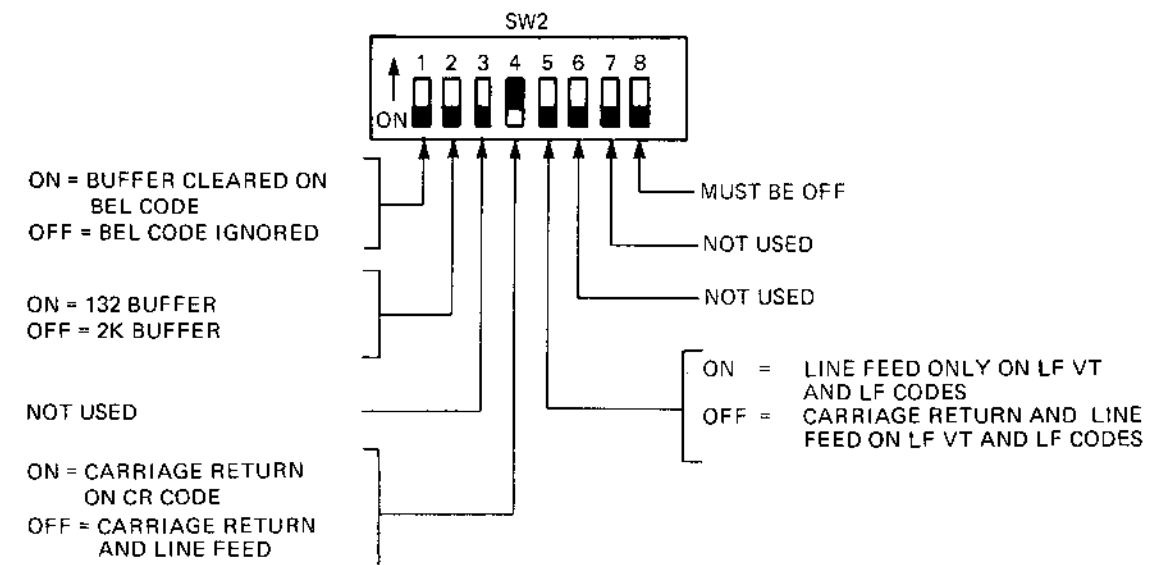 SW2
1 2 3 4 5 6 7 8
ON
ON = BUFFER CLEARED ON
BEL CODE
OFF = BEL CODE IGNORED
ON = 132 BUFFER
OFF = 2K BUFFER
NOT USED
ON = CARRIAGE RETURN
ON CR CODE
OFF = CARRIAGE RETURN
AND LINE FEED
MUST BE OFF
NOT USED
NOT USED
ON = LINE FEED ONLY ON LF VT
AND LF CODES
OFF = CARRIAGE RETURN AND LINE
FEED ON LF VT AND LF CODES